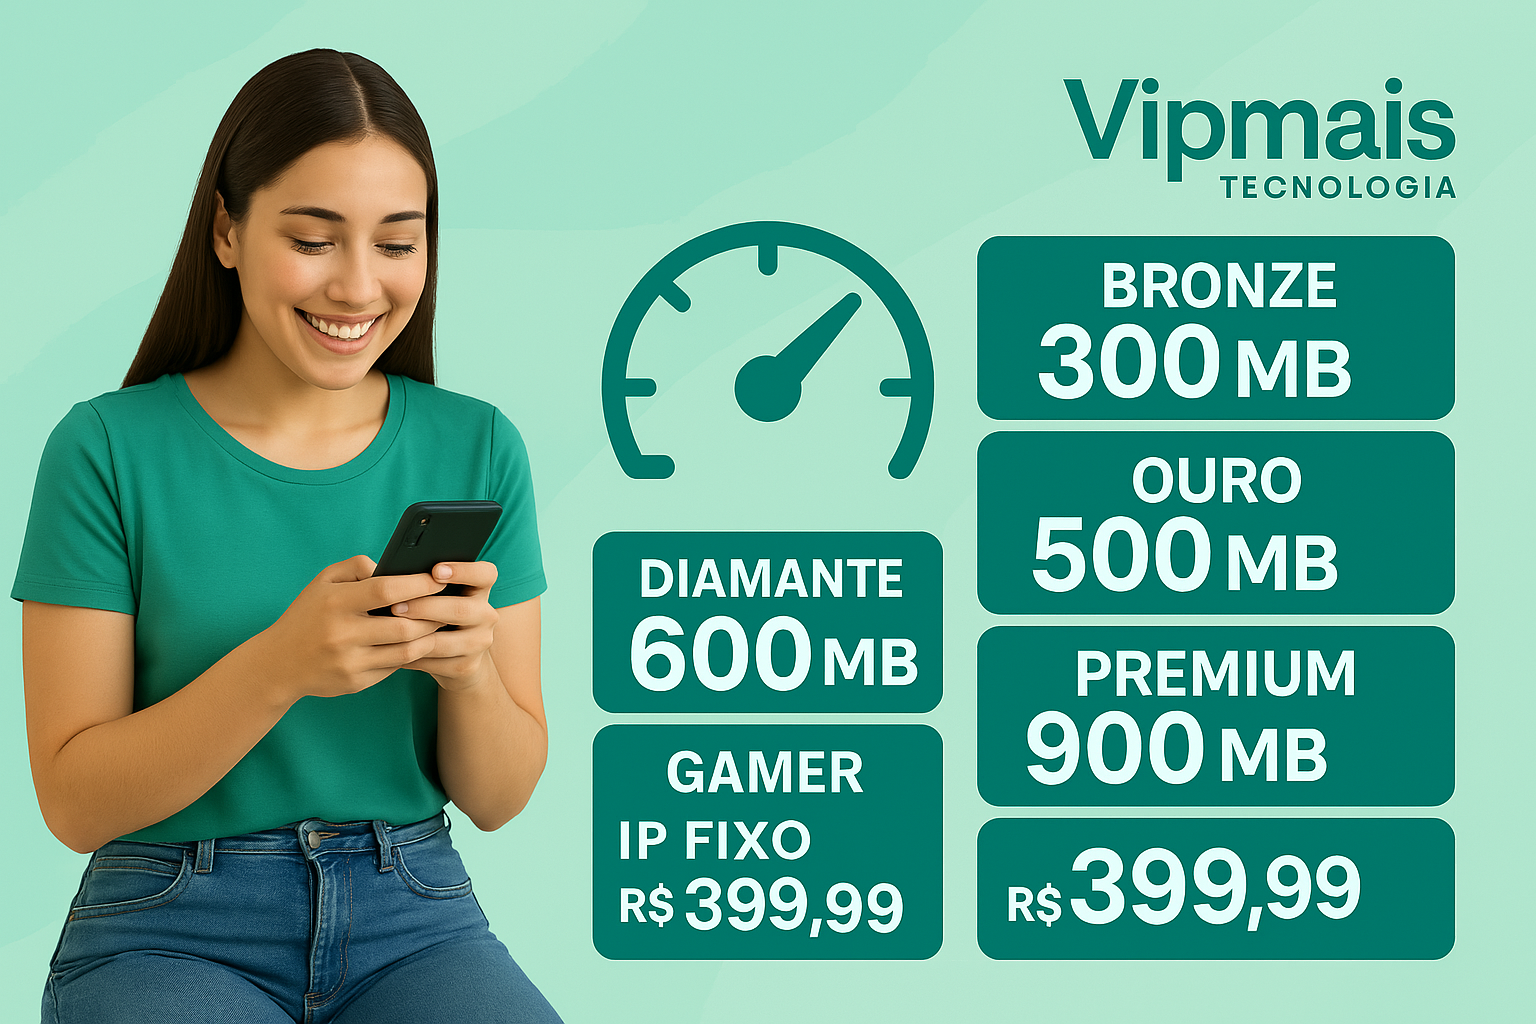 Vipmais
TECNOLOGIA
BRONZE
300 MB
OURO
500 MB
DIAMANTE
600 MB
PREMIUM
900 MB
GAMER
IP FIXO
R$ 399,99
R$ 399,99